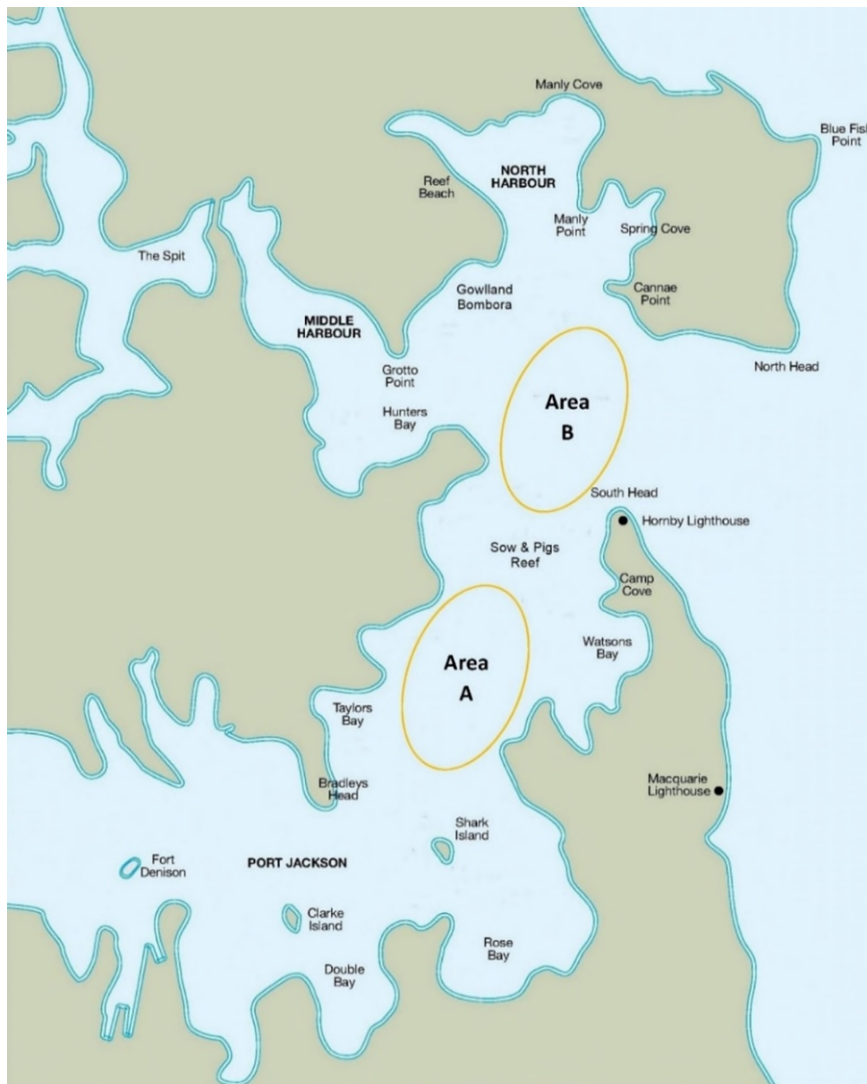 Manly Cove
Blue Fish
Point
NORTH
HARBOUR
Reef
Beach
Manly
Point
Spring Cove
The Spit
Gowlland
Bombora
Cannae
Point
MIDDLE
HARBOUR
North Head
Grotto
Point
Hunters
Bay
Area
B
South Head
Hornby Lighthouse
Sow & Pigs
Reef
Camp
Cove
Watsons
Bay
Area
A
Taylors
Bay
Bradleys
Head
Macquarie
Lighthouse
Shark
Island
Fort
Denison
PORT JACKSON
Clarke
Island
Rose
Bay
Double
Bay